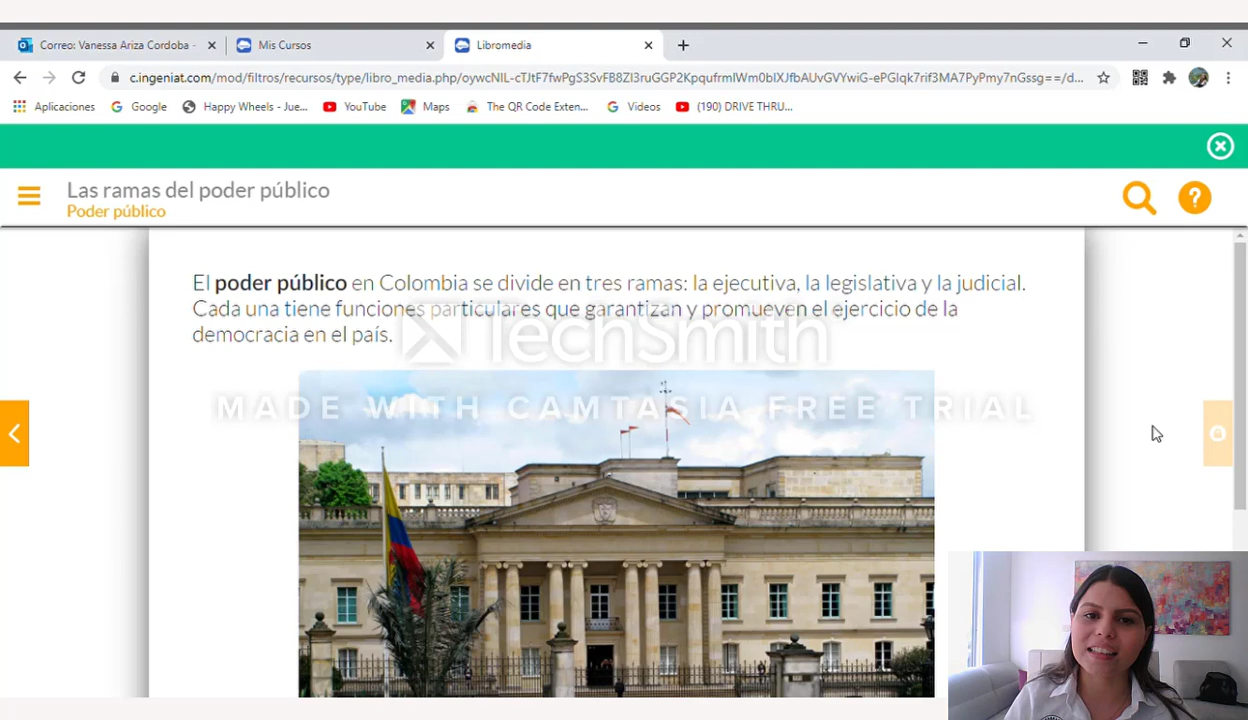 Correo: Vanessa Ariza Cordoba -
Mis Cursos
Libromedia
c.ingeniat.com/mod/filtros/recursos/type/libro_media.php/oywcNIL-cTJtF7fwPgS3SvFB8ZI3ruGGP2KpqufrmIWm0bIXJfbAUvGVYwiG-ePGlqk7rif3MA7PyPmy7nGssg==/d...
Aplicaciones
Google
Happy Wheels - Jue...
YouTube
Maps
The QR Code Exten...
Videos
(190) DRIVE THRU...
Las ramas del poder público
Poder público
?
El poder público en Colombia se divide en tres ramas: la ejecutiva, la legislativa y la judicial.
Cada una tiene funciones particulares que garantizan y promueven el ejercicio de la
democracia en el país.
TechSmith
MADE WITH CAMTASIA FREE TRIAL